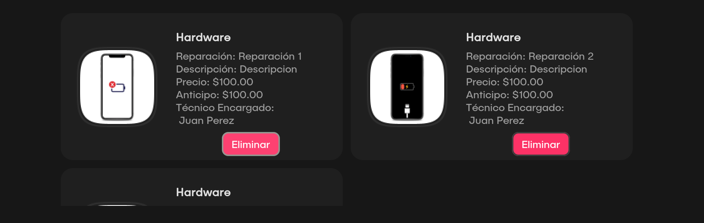 Hardware
Reparación: Reparación 1
Descripción: Descripcion
Precio: $100.00
Anticipo: $100.00
Técnico Encargado:
Juan Perez
Eliminar
Hardware
Reparación: Reparación 2
Descripción: Descripcion
Precio: $100.00
Anticipo: $100.00
Técnico Encargado:
Juan Perez
Eliminar
Hardware